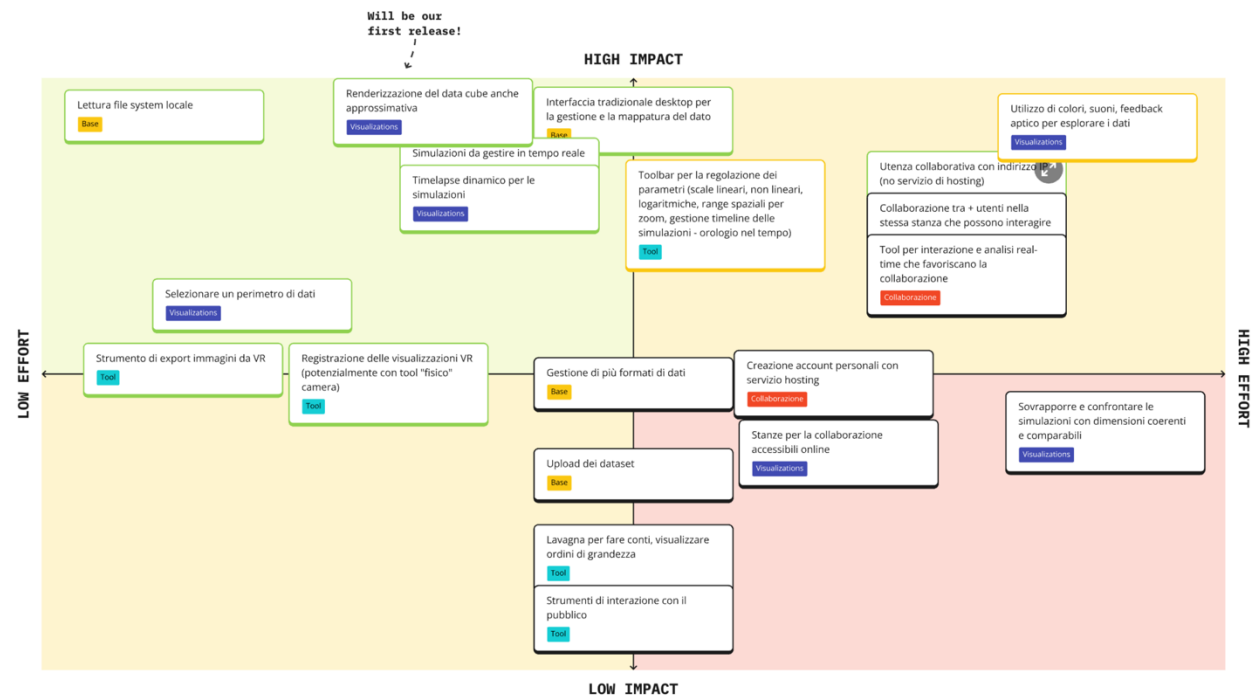 Will be our
first release!
HIGH IMPACT
Lettura file system locale
Base
Renderizzazione del data cube anche
approssimativa
Visualizations
Interfaccia tradizionale desktop per
la gestione e la mappatura del dato
Base
Utilizzo di colori, suoni, feedback
aptico per esplorare i dati
Visualizations
Simulazioni da gestire in tempo reale
Timelapse dinamico per le
simulazioni
Visualizations
Toolbar per la regolazione dei
parametri (scale lineari, non lineari,
logaritmiche, range spaziali per
zoom, gestione timeline delle
simulazioni - orologio nel tempo)
Tool
Utenza collaborativa con indirizzo IP
(no servizio di hosting)
Collaborazione tra + utenti nella
stessa stanza che possono interagire
Tool per interazione e analisi real-
time che favoriscano la
collaborazione
Collaborazione
Selezionare un perimetro di dati
Visualizations
LOW EFFORT
Strumento di export immagini da VR
Tool
Registrazione delle visualizzazioni VR
(potenzialmente con tool "fisico"
camera)
Tool
Gestione di più formati di dati
Base
Creazione account personali con
servizio hosting
Collaborazione
HIGH EFFORT
Sovrapporre e confrontare le
simulazioni con dimensioni coerenti
e comparabili
Visualizations
Stanze per la collaborazione
accessibili online
Visualizations
Upload dei dataset
Base
Lavagna per fare conti, visualizzare
ordini di grandezza
Tool
Strumenti di interazione con il
pubblico
Tool
LOW IMPACT